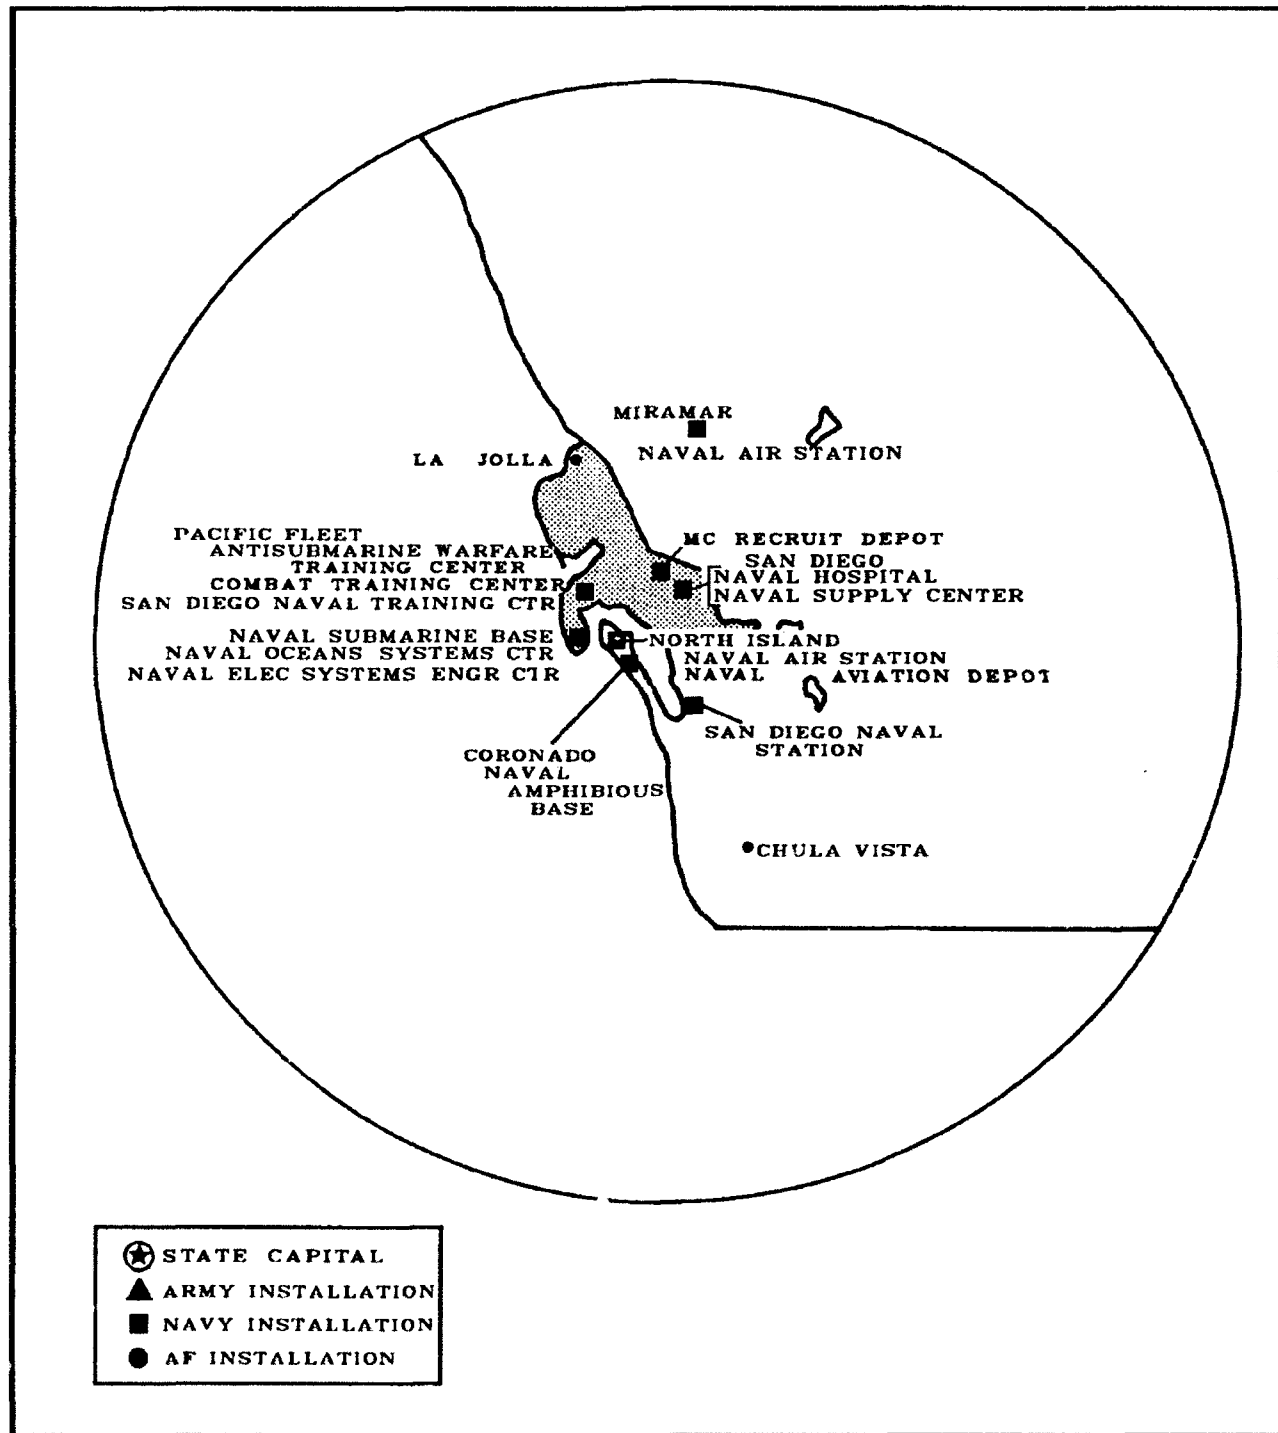 MIRAMAR
NAVAL AIR STATION
LA JOLLA
PACIFIC FLEET
ANTISUBMARINE WARFARE
TRAINING CENTER
COMBAT TRAINING CENTER
SAN DIEGO NAVAL TRAINING CTR
MC RECRUIT DEPOT
SAN DIEGO
NAVAL HOSPITAL
NAVAL SUPPLY CENTER
NAVAL SUBMARINE BASE
NAVAL OCEANS SYSTEMS CTR
NAVAL ELEC SYSTEMS ENGR CTR
NORTH ISLAND
NAVAL AIR STATION
NAVAL AVIATION DEPOT
SAN DIEGO NAVAL
STATION
CORONADO
NAVAL
AMPHIBIOUS
BASE
CHULA VISTA
STATE CAPITAL
ARMY INSTALLATION
NAVY INSTALLATION
AF INSTALLATION